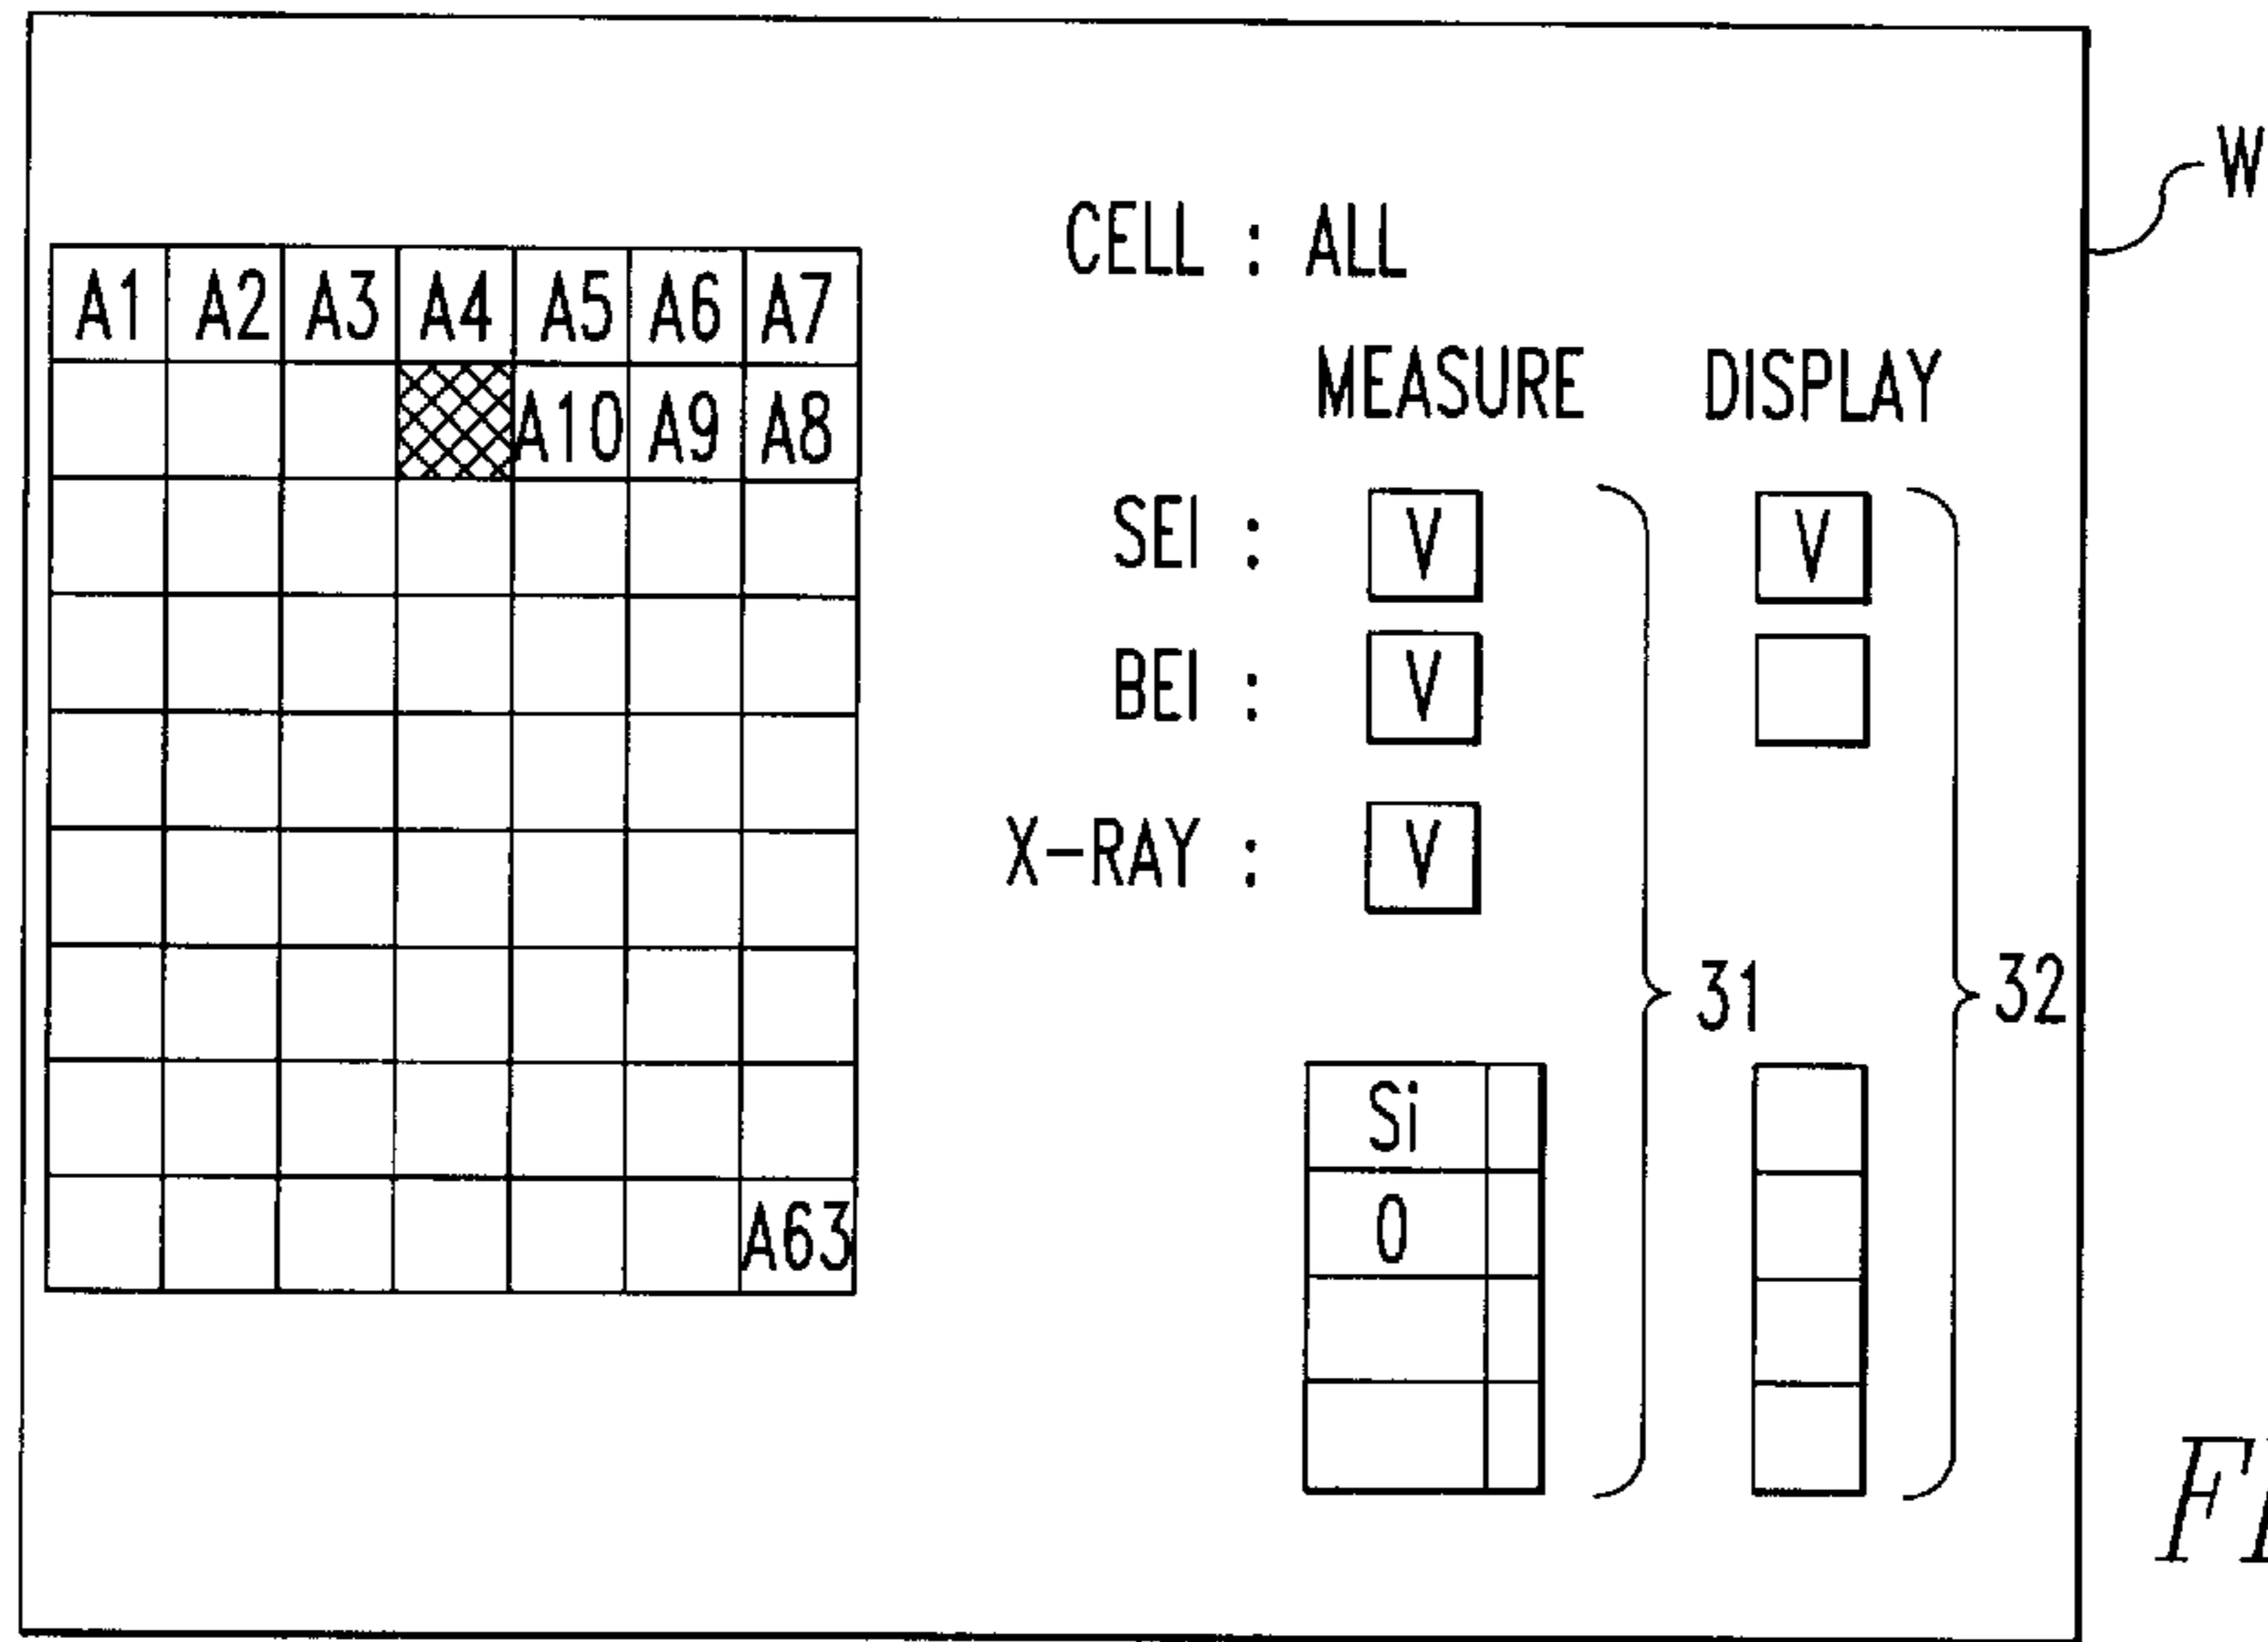 W
CELL : ALL
A1 A2 A3 A4 A5 A6 A7
MEASURE DISPLAY
A10 A9 A8
SEI : V V
BEI : V
X-RAY : V
31 32
Si
O
A63